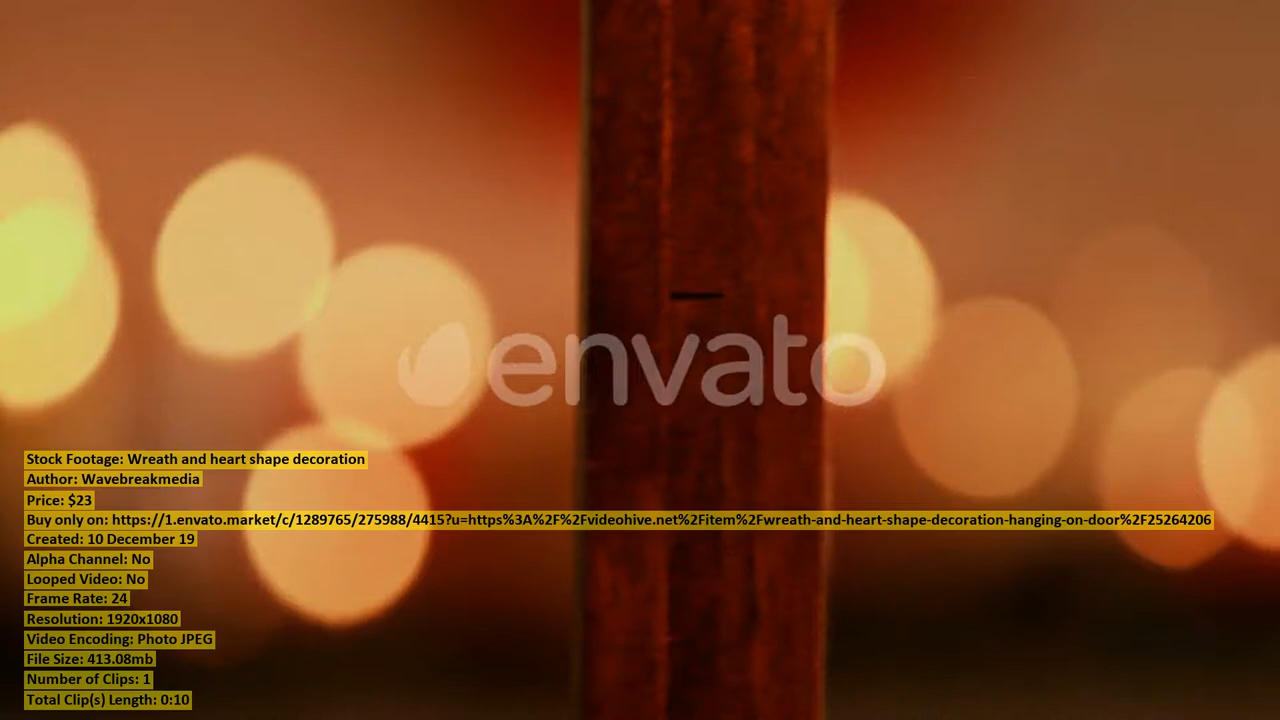 envato
Stock Footage: Wreath and heart shape decoration
Author: Wavebreakmedia
Price: $23
Buy only on: https://1.envato.market/c/1289765/275988/4415?u=https%3A%2F%2Fvideohive.net%2Fitem%2Fwreath-and-heart-shape-decoration-hanging-on-door%2F25264206
Created: 10 December 19
Alpha Channel: No
Looped Video: No
Frame Rate: 24
Resolution: 1920x1080
Video Encoding: Photo JPEG
File Size: 413.08mb
Number of Clips: 1
Total Clip(s) Length: 0:10